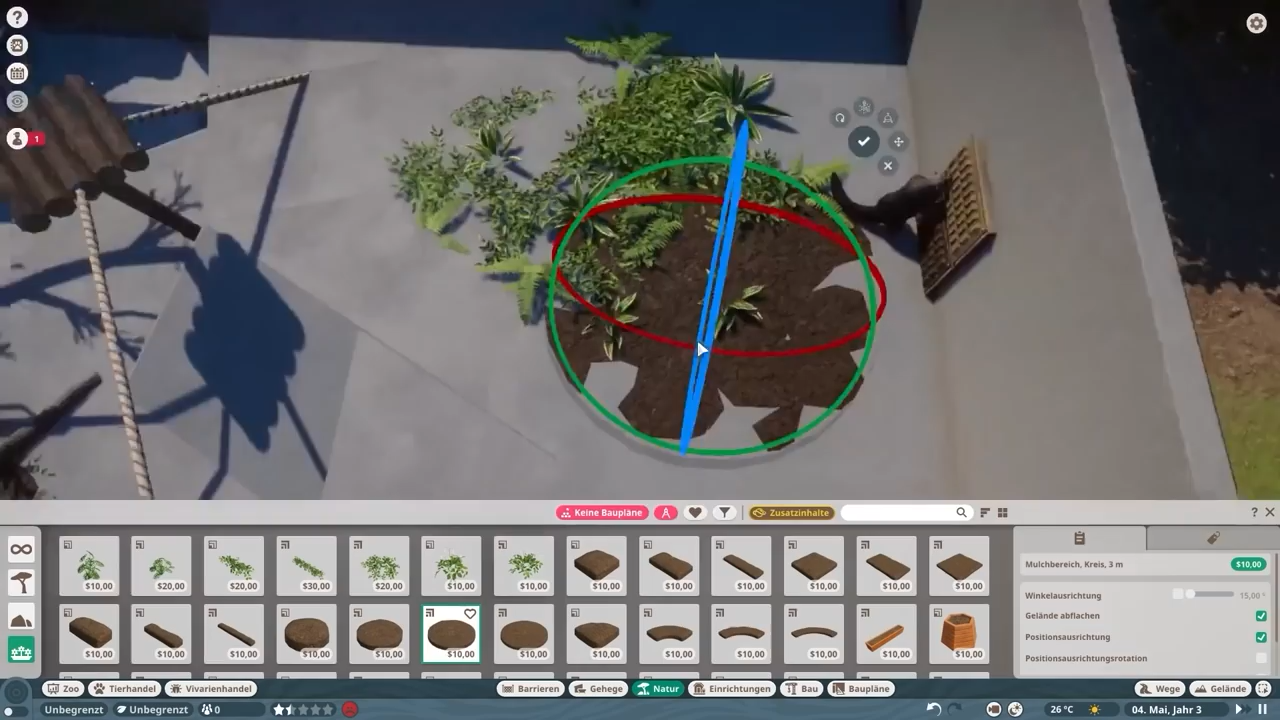 ?
1
Keine Baupläne
Zusatzinhalte
?
$10,00 $20,00 $20,00 $30,00 $20,00 $10,00 $10,00 $10,00 $10,00 $10,00 $10,00 $10,00 $10,00
$10,00 $10,00 $10,00 $10,00 $10,00 $10,00 $10,00 $10,00 $10,00 $10,00 $10,00 $10,00 $10,00
Mulchbereich, Kreis, 3 m $10,00
Winkelausrichtung 15,00 °
Gelände abflachen
Positionsausrichtung
Positionsausrichtungsrotation
Zoo Tierhandel Vivarienhandel Barrieren Gehege Natur Einrichtungen Bau Baupläne Wege Gelände
Unbegrenzt Unbegrenzt 0 26 °C 04. Mai, Jahr 3